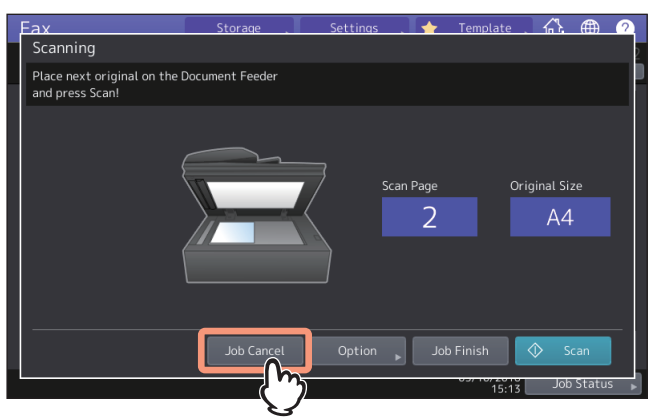 Fax
Storage Settings Template ?
Scanning
Place next original on the Document Feeder
and press Scan!
Scan Page Original Size
2 A4
Job Cancel Option Job Finish Scan
15:13 Job Status